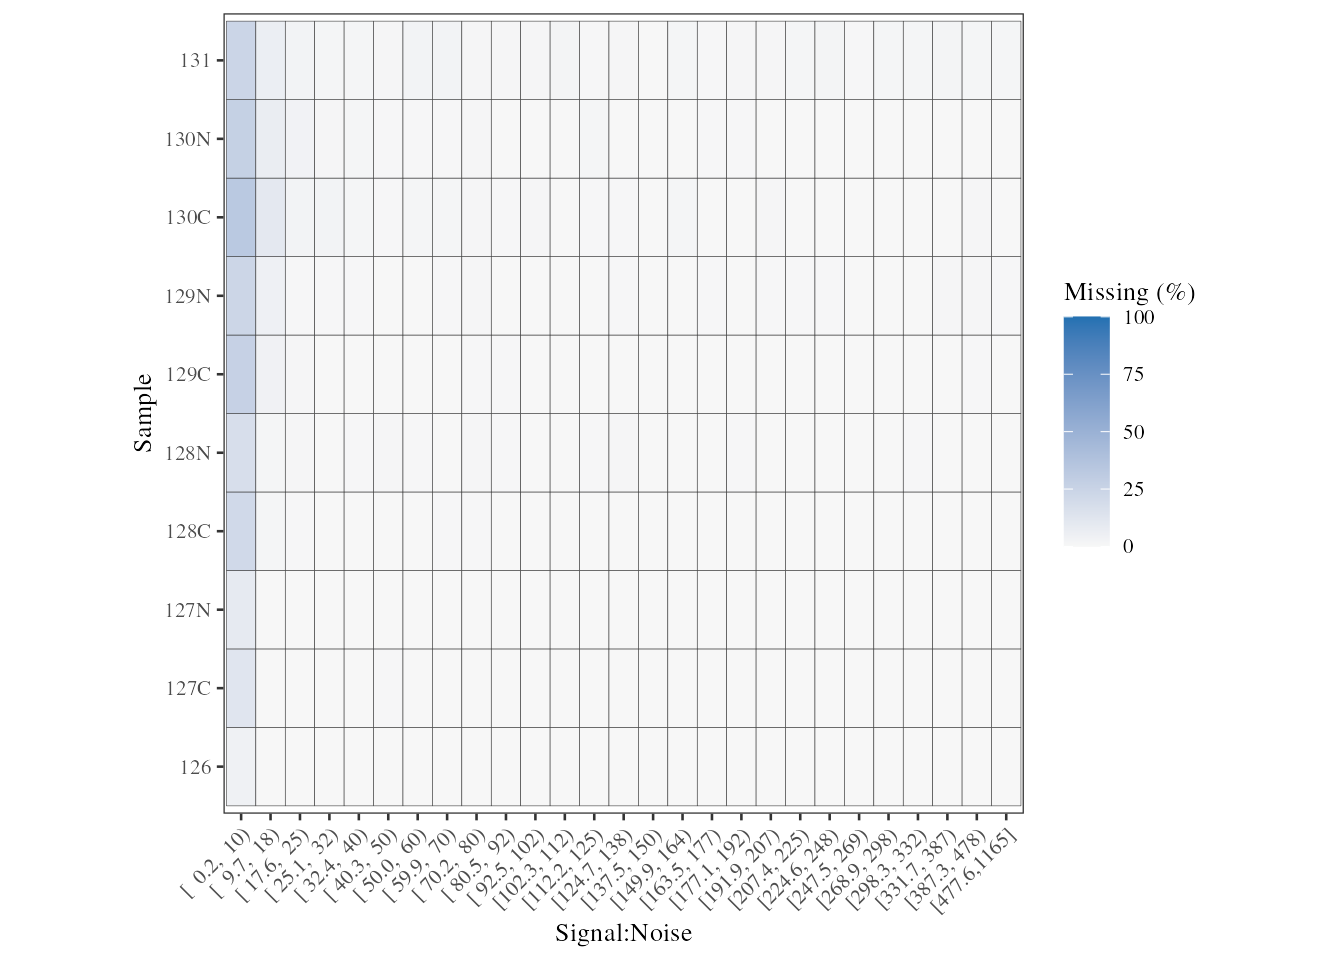 131
130N
130C
129N
129C
128N
128C
127N
127C
126
Sample
[ 0.2, 10)
[ 9.7, 18)
[ 17.6, 25)
[ 25.1, 32)
[ 32.4, 40)
[ 40.3, 50)
[ 50.0, 60)
[ 59.9, 70)
[ 70.2, 80)
[ 80.5, 92)
[ 92.5, 102)
[102.3, 112)
[112.2, 125)
[124.7, 138)
[137.5, 150)
[149.9, 164)
[163.5, 177)
[177.1, 192)
[191.9, 207)
[207.4, 225)
[224.6, 248)
[247.5, 269)
[268.9, 298)
[298.3, 332)
[331.7, 387)
[387.3, 478)
[477.6,1165]
Signal:Noise
Missing (%)
100
75
50
25
0